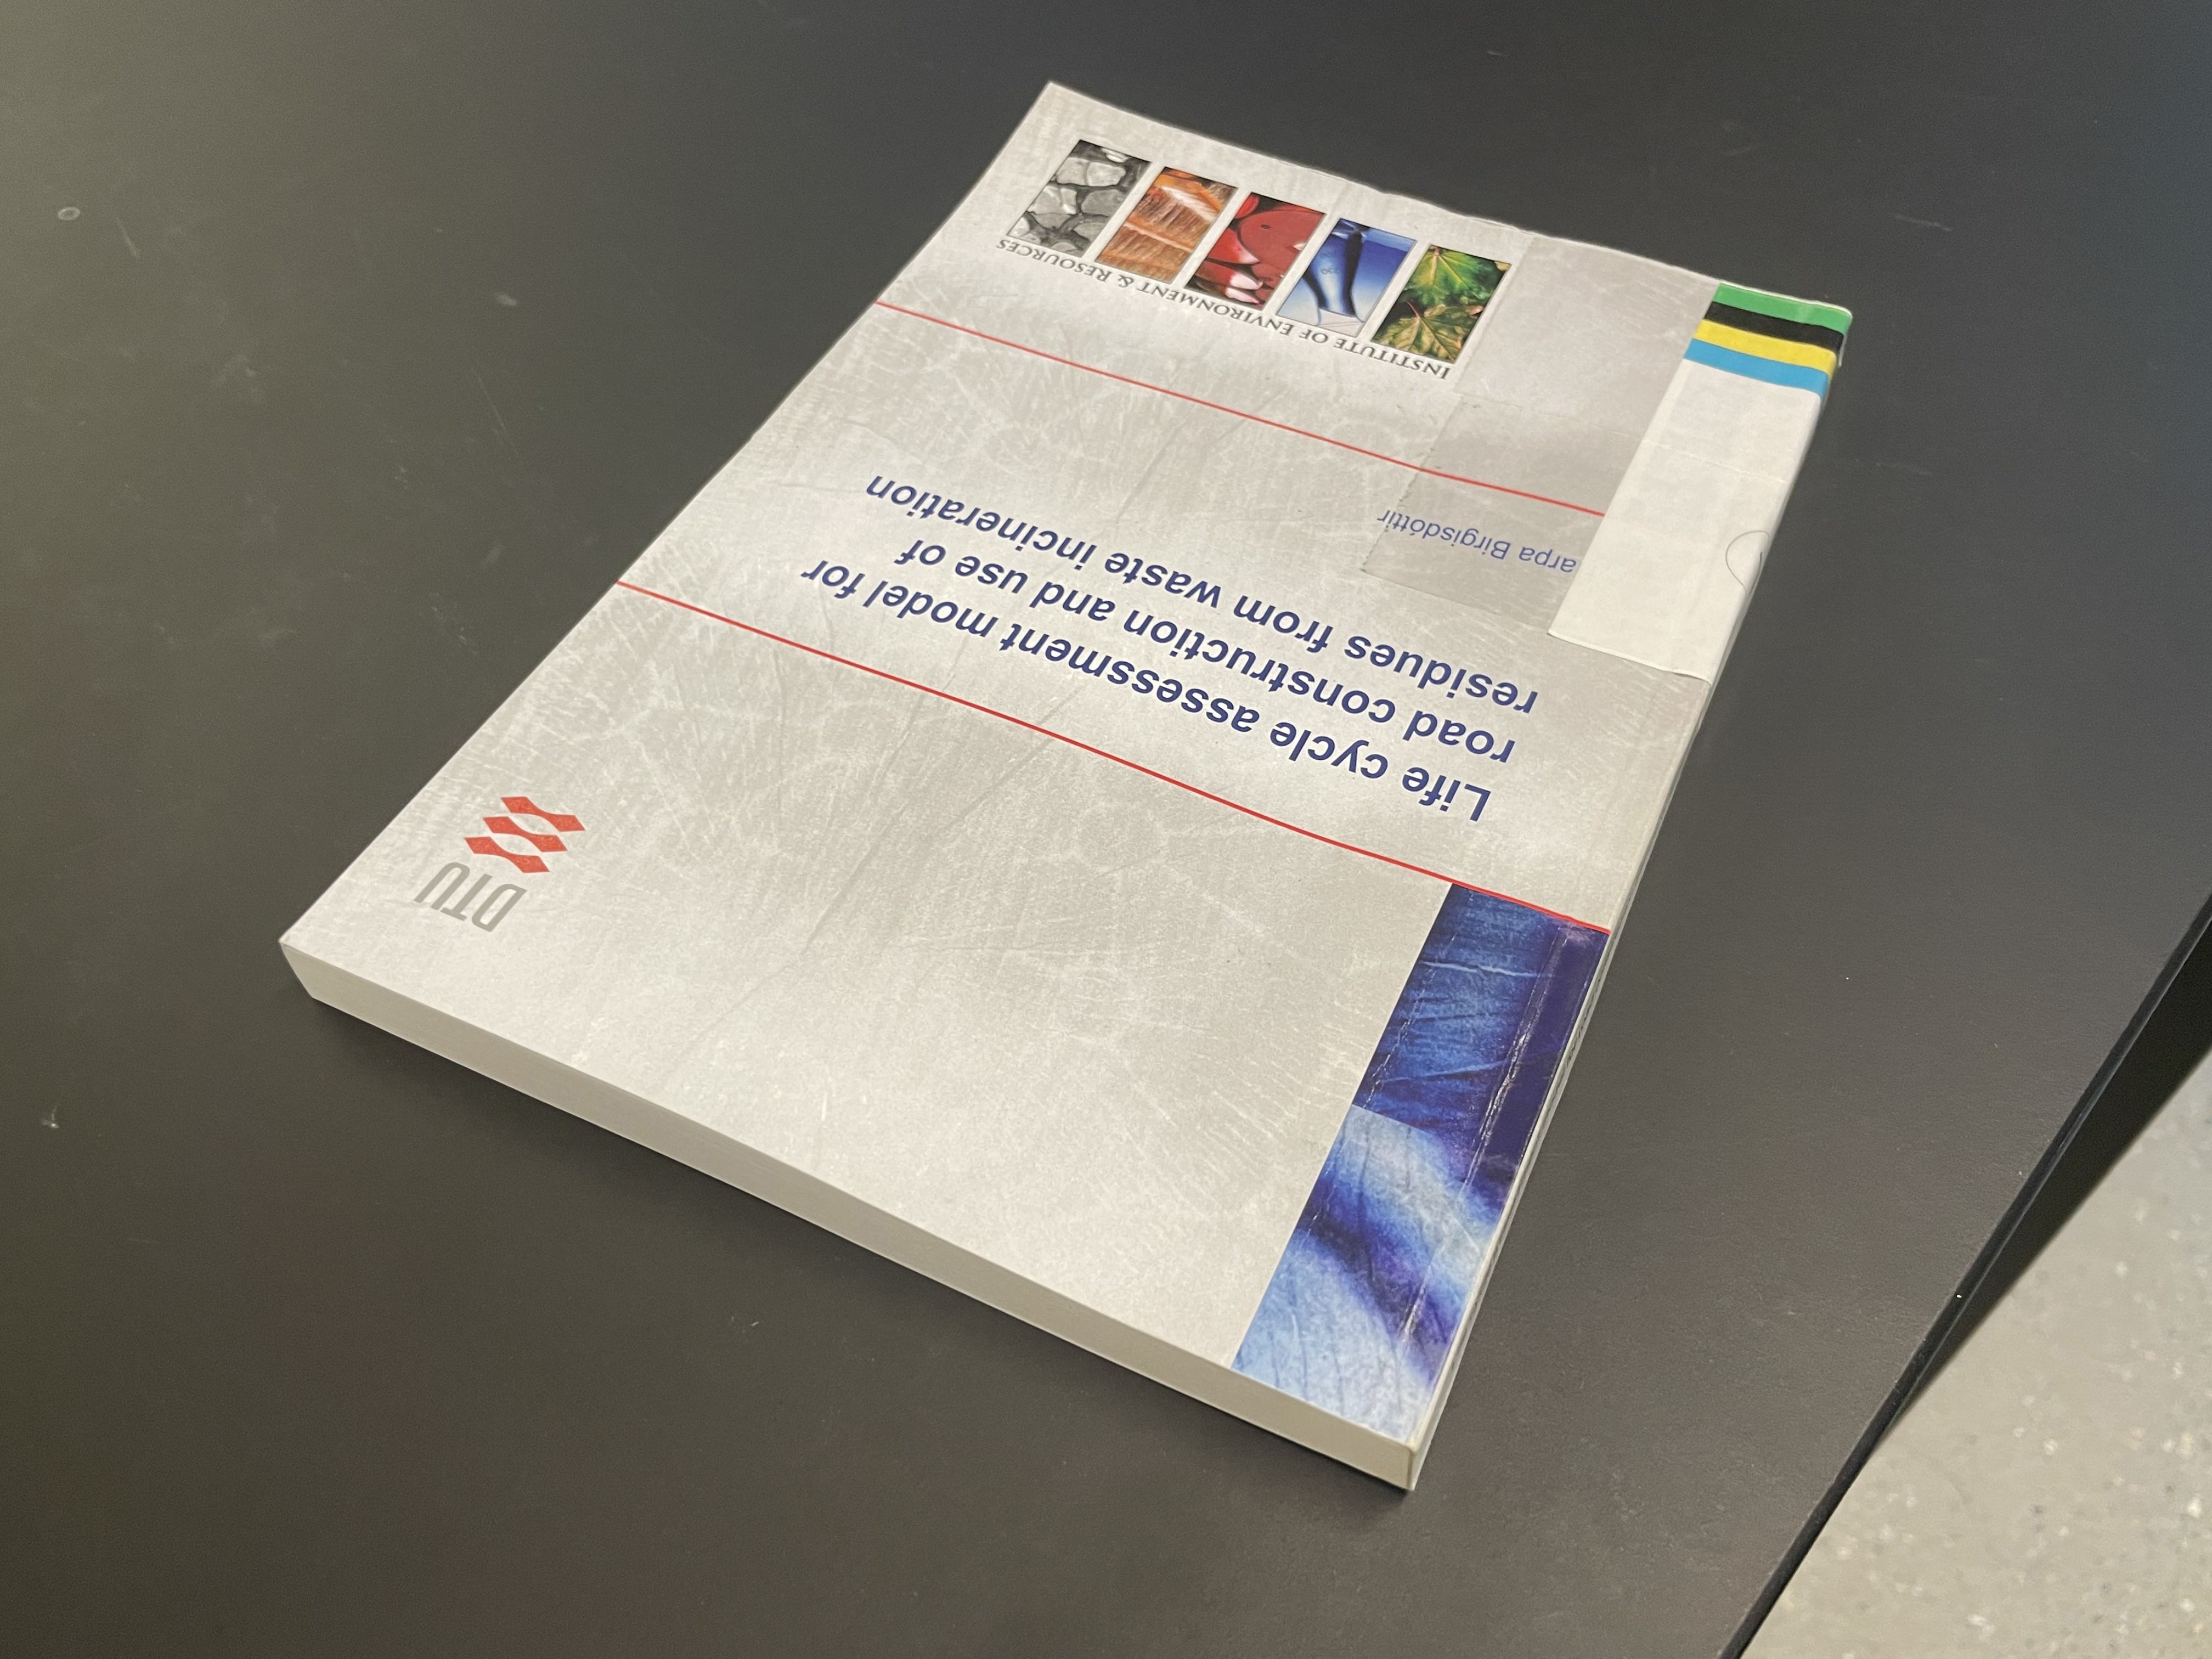 DTU
Life cycle assessment model for
road construction and use of
residues from waste incineration
arpa Birgisdóttir
INSTITUTE OF ENVIRONMENT & RESOURCES